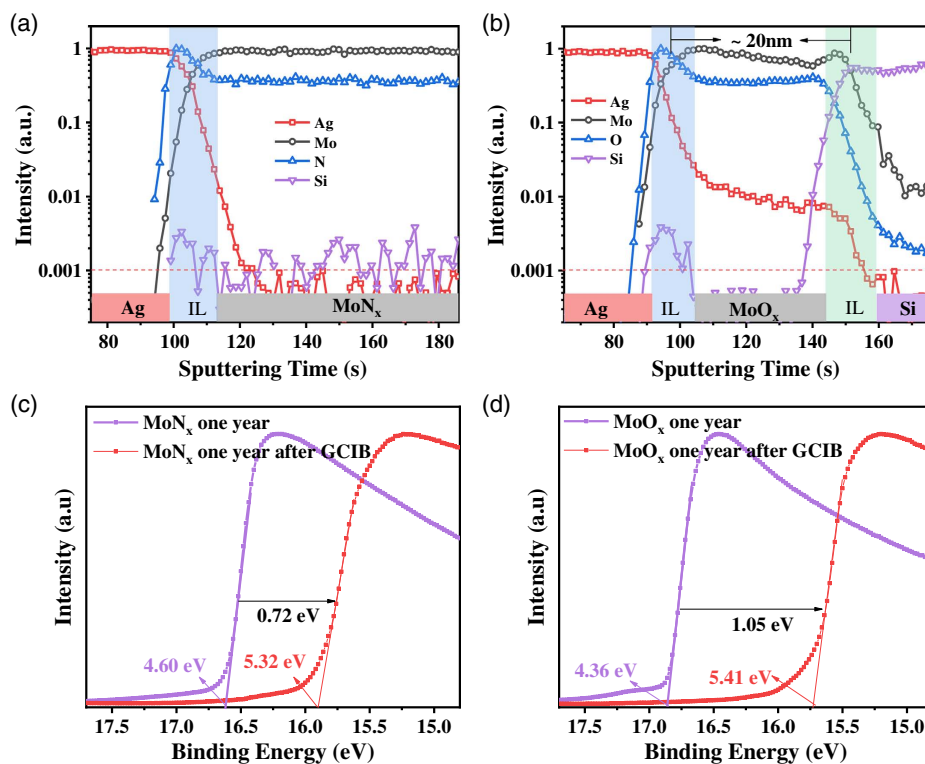 (a)
1
0.1
0.01
0.001
Intensity (a.u.)
Ag
Mo
N
Si
Ag
IL
MoNx
80 100 120 140 160 180
Sputtering Time (s)
(b)
~ 20nm
1
0.1
0.01
0.001
Intensity (a.u.)
Ag
Mo
O
Si
Ag
IL
MoOx
IL
Si
80 100 120 140 160
Sputtering Time (s)
(c)
MoNx one year
MoNx one year after GCIB
Intensity (a.u)
0.72 eV
4.60 eV
5.32 eV
17.5 17.0 16.5 16.0 15.5 15.0
Binding Energy (eV)
(d)
MoOx one year
MoOx one year after GCIB
Intensity (a.u)
1.05 eV
4.36 eV
5.41 eV
17.5 17.0 16.5 16.0 15.5 15.0
Binding Energy (eV)